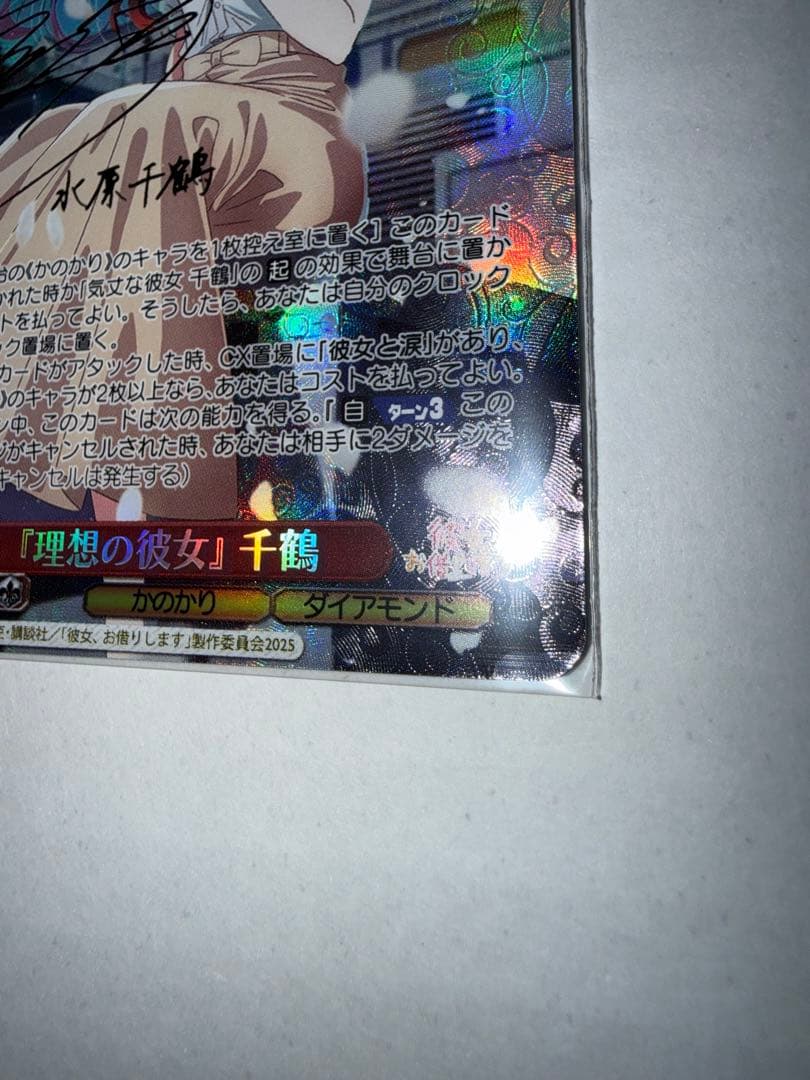 水原千鶴
の《かのかり》のキャラを1枚控え室に置く］ このカード
かれた時か「気丈な彼女 千鶴」の 起 の効果で舞台に置か
トを払ってよい。そうしたら、あなたは自分のクロック
ック置場に置く。
カードがアタックした時、CX置場に「彼女と涙」があり、
のキャラが2枚以上なら、あなたはコストを払ってよい。
ン中、このカードは次の能力を得る。『 自 ターン3 この
ジがキャンセルされた時、あなたは相手に2ダメージを
キャンセルは発生する）
『理想の彼女』 千鶴
かのかり ダイアモンド
・講談社／「彼女、お借りします」製作委員会2025